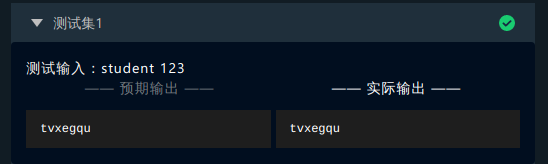 测试集1
测试输入：student 123
—— 预期输出 —— —— 实际输出 ——
tvxegqu tvxegqu